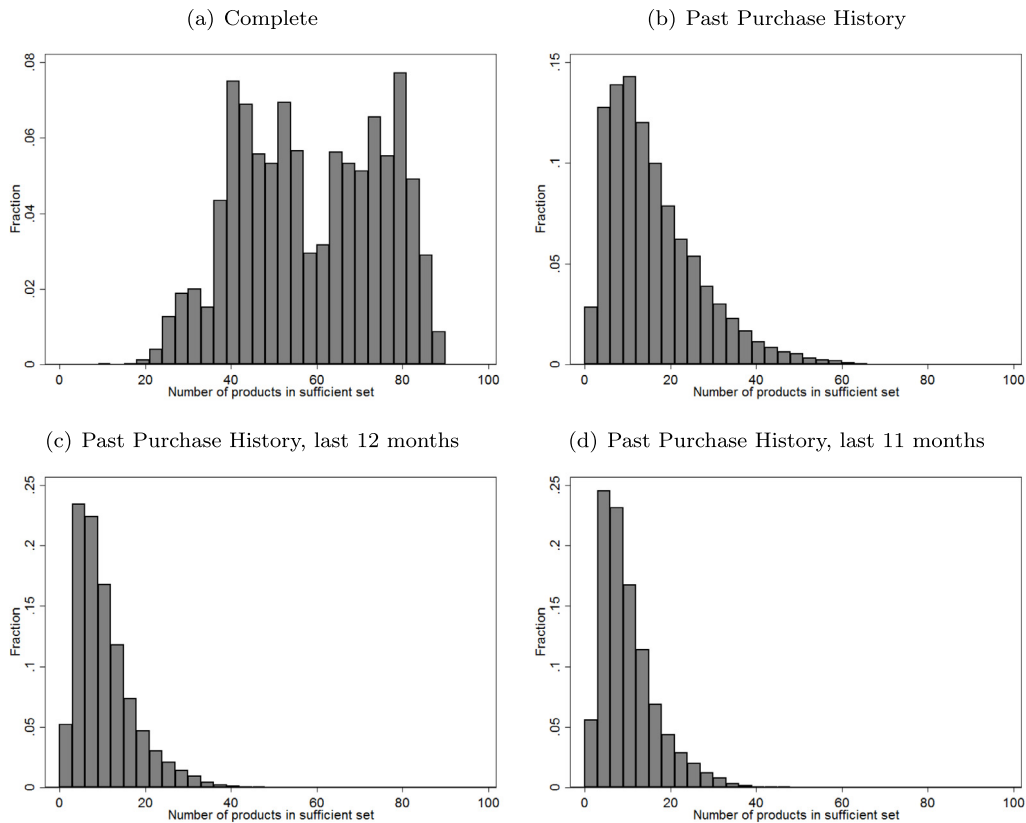 (a) Complete
.08
.06
.04
.02
0
Fraction
0 20 40 60 80 100
Number of products in sufficient set
(b) Past Purchase History
.15
.1
.05
0
Fraction
0 20 40 60 80 100
Number of products in sufficient set
(c) Past Purchase History, last 12 months
.25
.2
.15
.1
.05
0
Fraction
0 20 40 60 80 100
Number of products in sufficient set
(d) Past Purchase History, last 11 months
.25
.2
.15
.1
.05
0
Fraction
0 20 40 60 80 100
Number of products in sufficient set